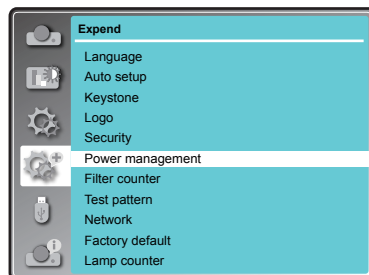 Expend
Language
Auto setup
Keystone
Logo
Security
Power management
Filter counter
Test pattern
Network
Factory default
Lamp counter